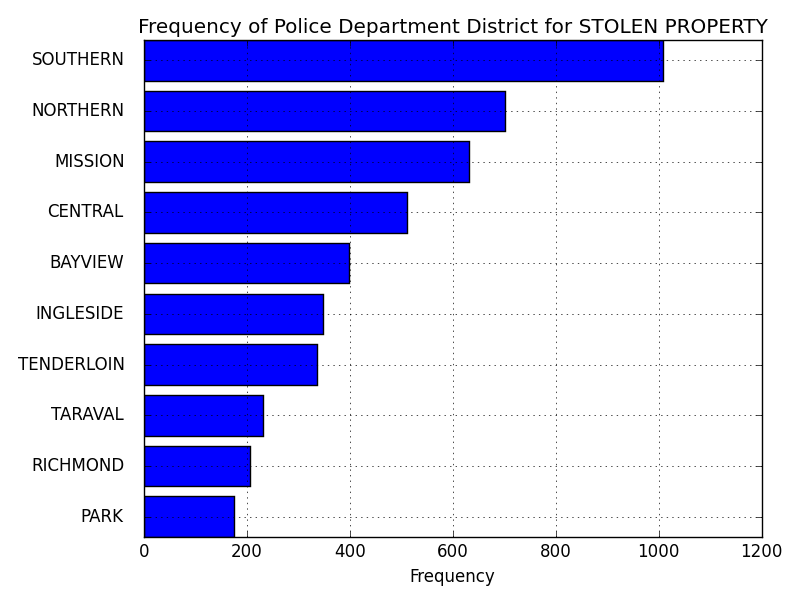 Frequency of Police Department District for STOLEN PROPERTY
SOUTHERN
NORTHERN
MISSION
CENTRAL
BAYVIEW
INGLESIDE
TENDERLOIN
TARAVAL
RICHMOND
PARK
0 200 400 600 800 1000 1200
Frequency